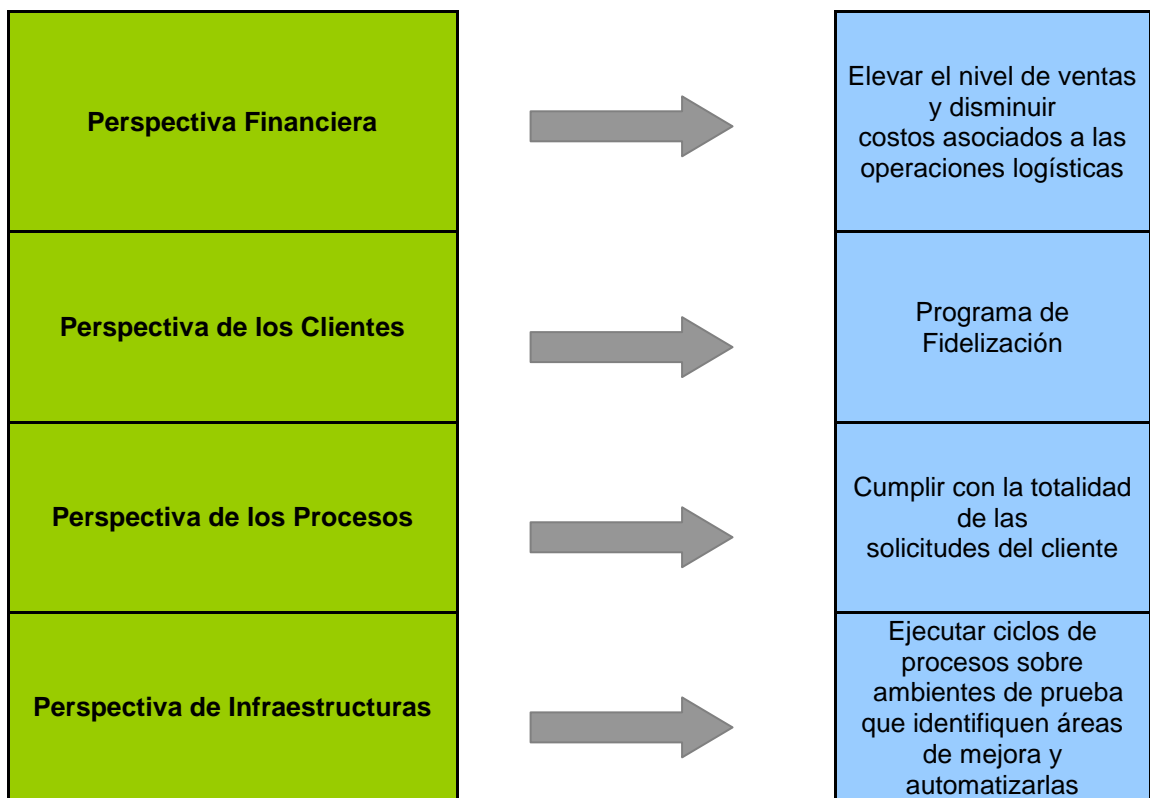 Perspectiva Financiera
Elevar el nivel de ventas
y disminuir
costos asociados a las
operaciones logísticas
Perspectiva de los Clientes
Programa de
Fidelización
Perspectiva de los Procesos
Cumplir con la totalidad
de las
solicitudes del cliente
Perspectiva de Infraestructuras
Ejecutar ciclos de
procesos sobre
ambientes de prueba
que identifiquen áreas
de mejora y
automatizarlas